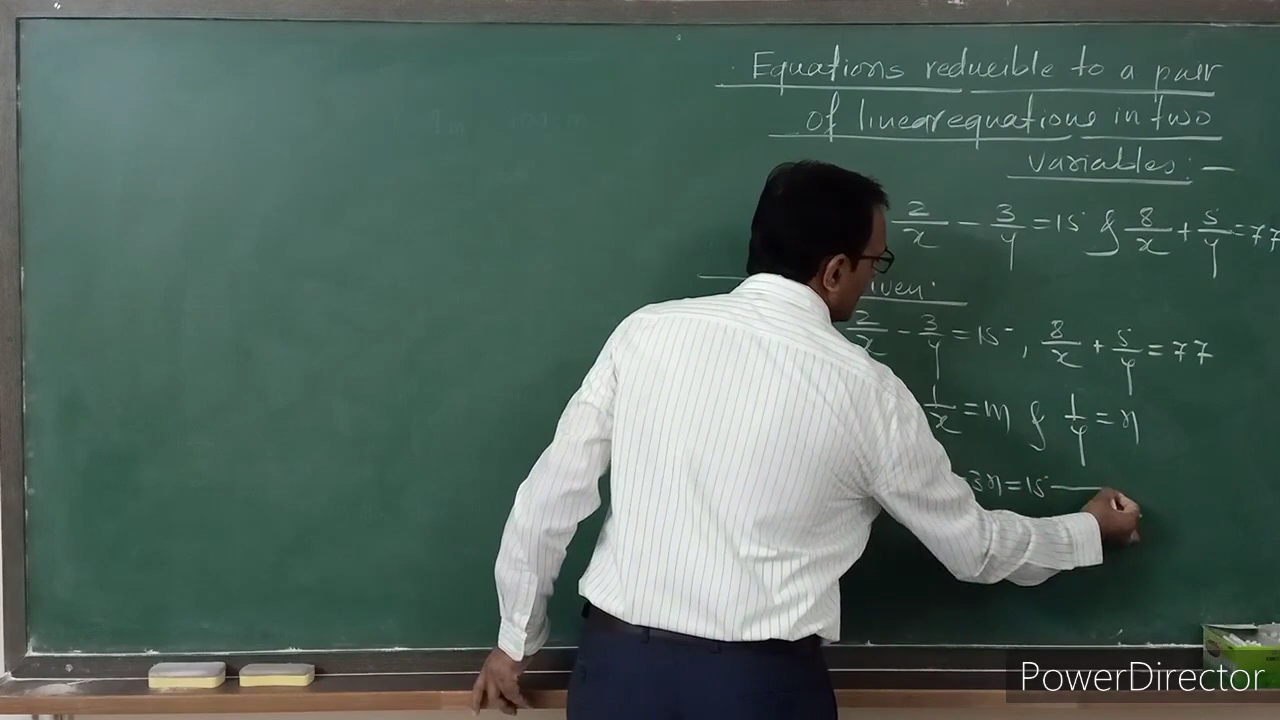 Equations reducible to a pair
of linear equations in two
variables: —
2/x - 3/y = 15 & 8/x + 5/y = 77
iven:
2/x - 3/y = 15, 8/x + 5/y = 77
1/x = m & 1/y = n
3n = 15 —
PowerDirector